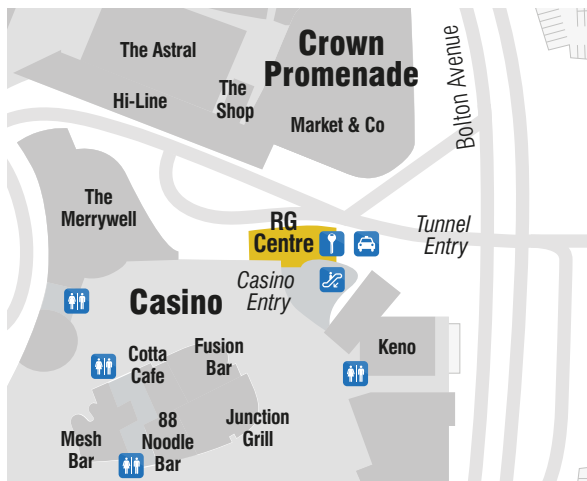 The Astral
Crown
Promenade
Hi-Line
The
Shop
Market & Co
Bolton Avenue
The
Merrywell
RG
Centre
Tunnel
Entry
Casino
Entry
Casino
Cotta
Cafe
Fusion
Bar
Keno
Mesh
Bar
88
Noodle
Bar
Junction
Grill